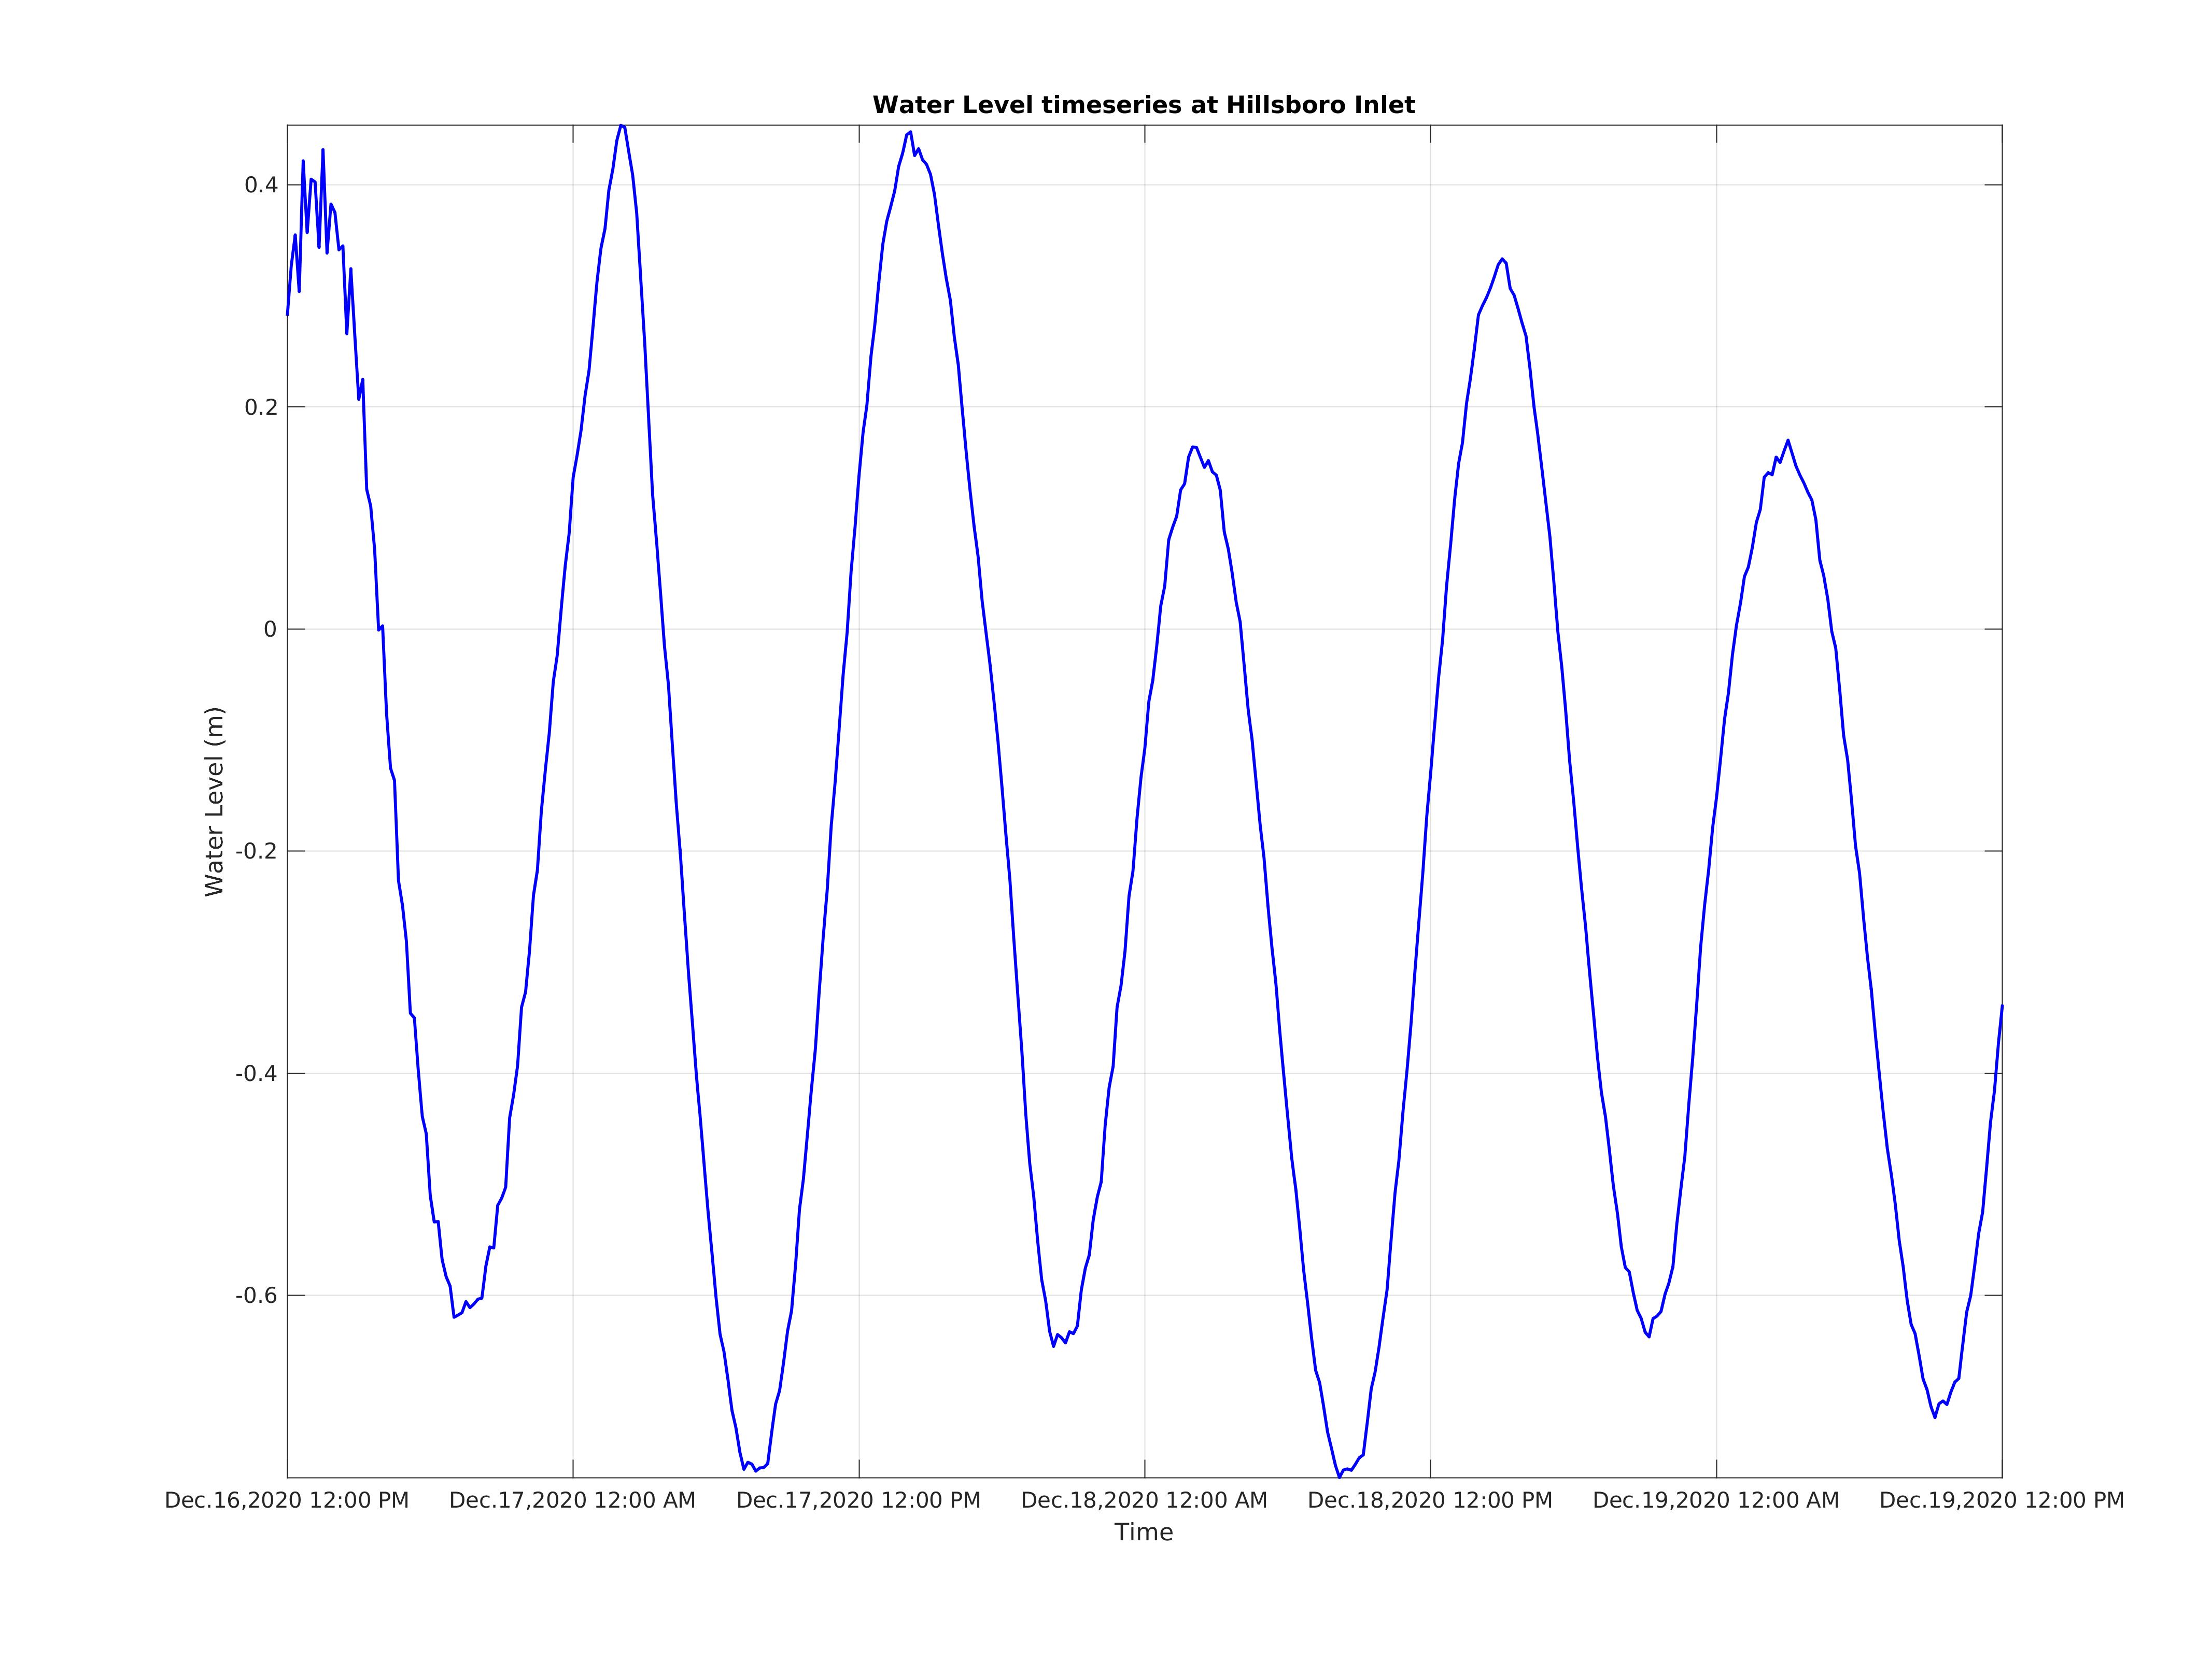 Water Level timeseries at Hillsboro Inlet
0.4
0.2
0
-0.2
-0.4
-0.6
Water Level (m)
Dec.16,2020 12:00 PM
Dec.17,2020 12:00 AM
Dec.17,2020 12:00 PM
Dec.18,2020 12:00 AM
Dec.18,2020 12:00 PM
Dec.19,2020 12:00 AM
Dec.19,2020 12:00 PM
Time